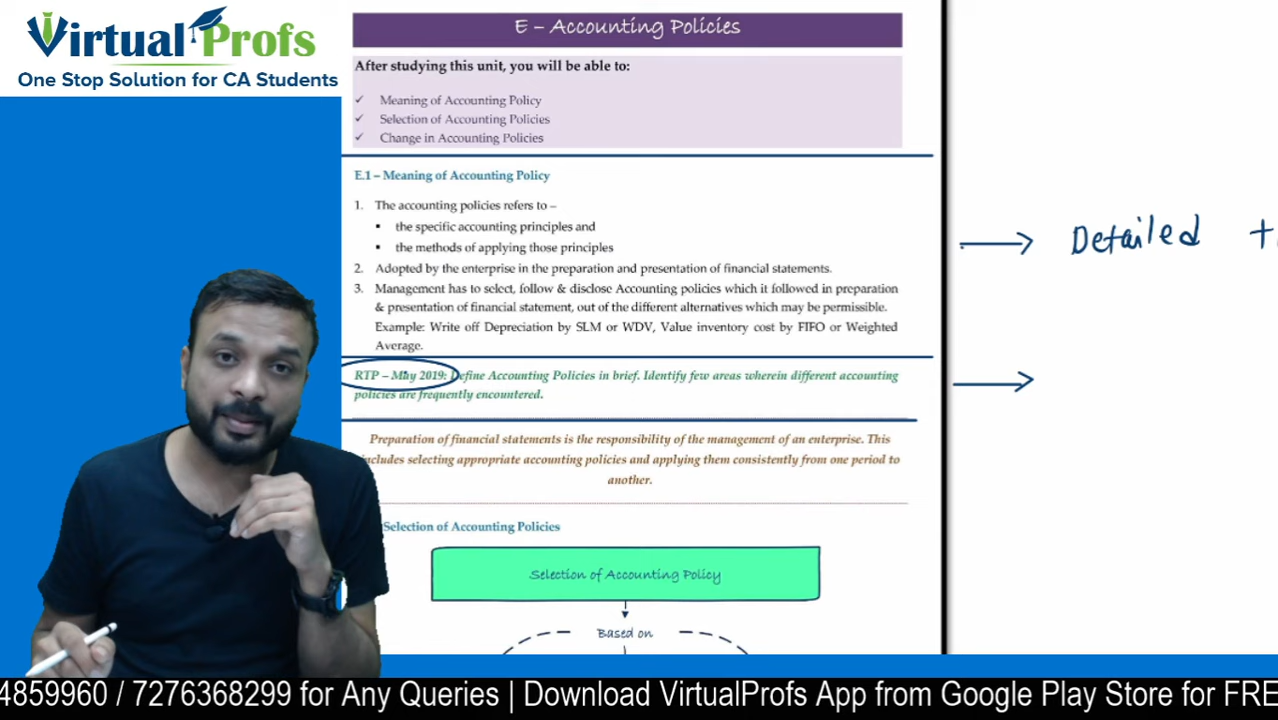 Virtual Profs
One Stop Solution for CA Students
E – Accounting Policies
After studying this unit, you will be able to:
✓ Meaning of Accounting Policy
✓ Selection of Accounting Policies
✓ Change in Accounting Policies
E.1 – Meaning of Accounting Policy
1. The accounting policies refers to –
▪ the specific accounting principles and
▪ the methods of applying those principles
2. Adopted by the enterprise in the preparation and presentation of financial statements.
3. Management has to select, follow & disclose Accounting policies which it followed in preparation
& presentation of financial statement, out of the different alternatives which may be permissible.
Example: Write off Depreciation by SLM or WDV, Value inventory cost by FIFO or Weighted
Average.
RTP – May 2019: Define Accounting Policies in brief. Identify few areas wherein different accounting
policies are frequently encountered.
Preparation of financial statements is the responsibility of the management of an enterprise. This
includes selecting appropriate accounting policies and applying them consistently from one period to
another.
Selection of Accounting Policies
Selection of Accounting Policy
Based on
Detailed
4859960 / 7276368299 for Any Queries | Download VirtualProfs App from Google Play Store for FRE